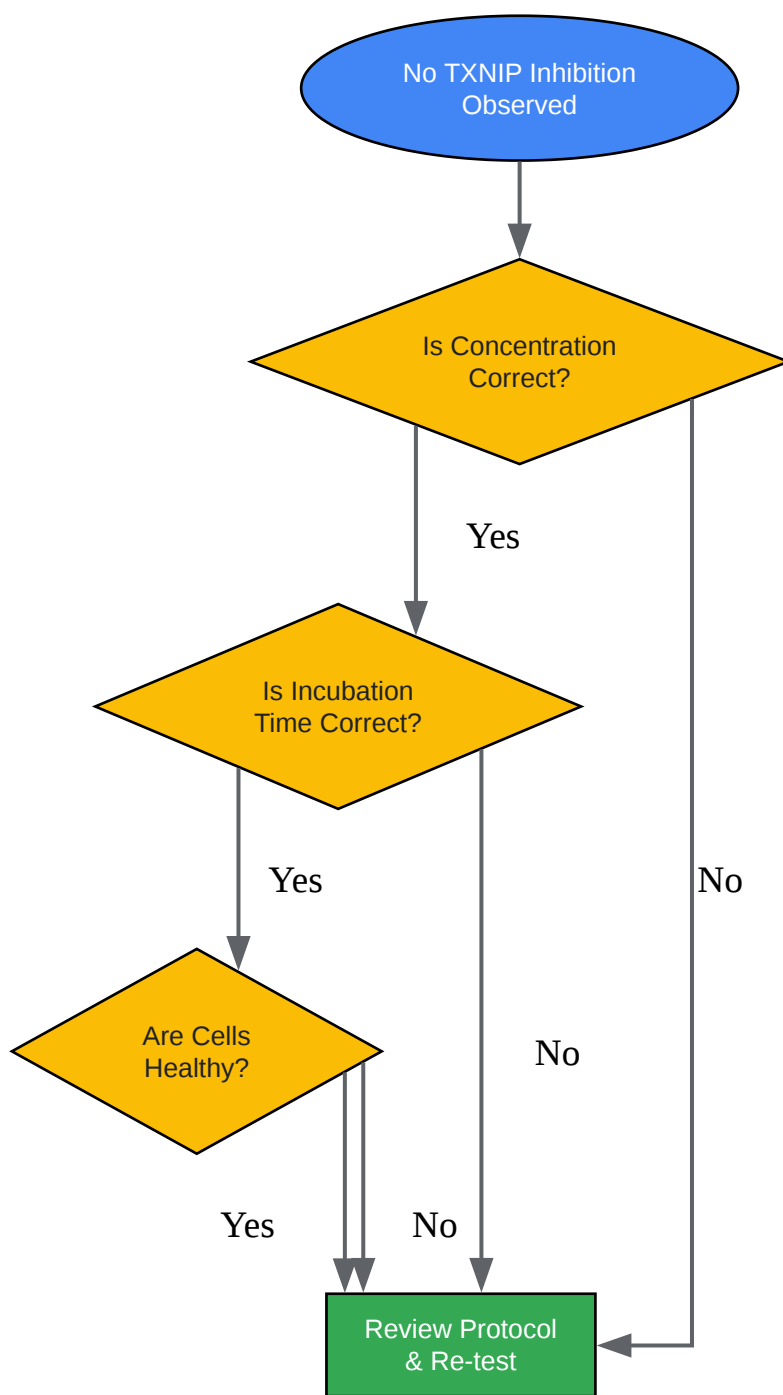 No TXNIP Inhibition
Observed
Is Concentration
Correct?
Yes
Is Incubation
Time Correct?
Yes
No
Are Cells
Healthy?
No
Yes
No
Review Protocol
& Re-test